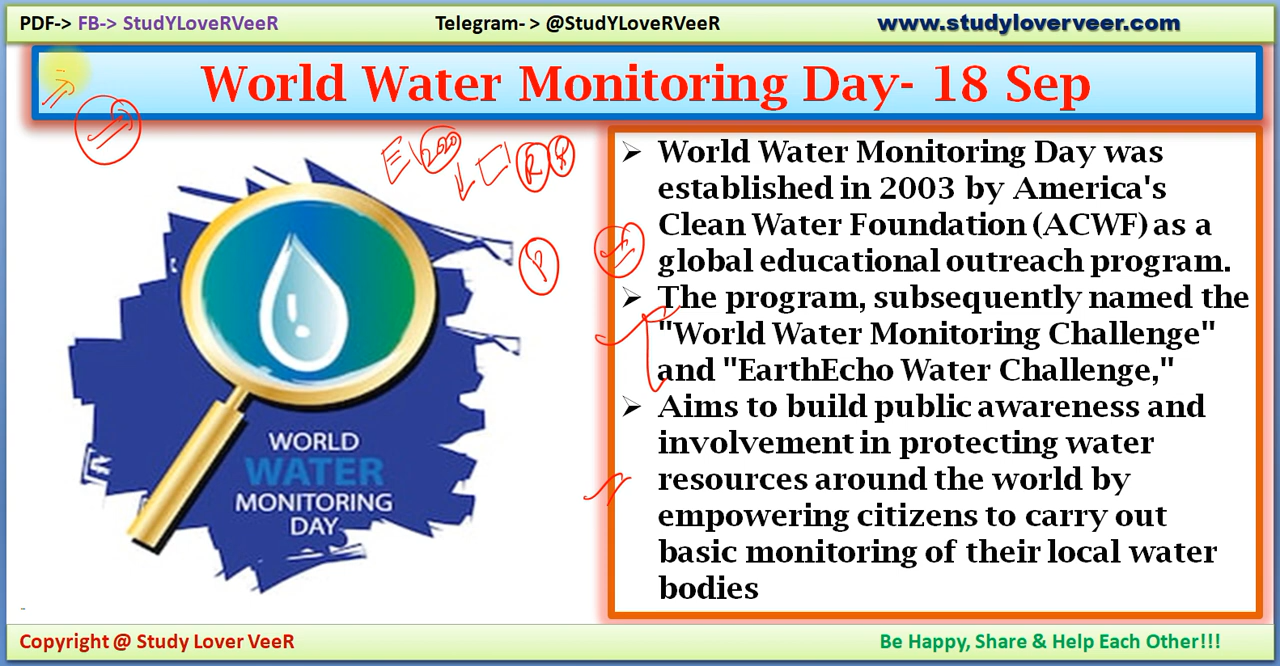 PDF-> FB-> StudYLoveRVeeR
Telegram- > @StudYLoveRVeeR
www.studyloverveer.com
World Water Monitoring Day- 18 Sep
2020
WORLD
WATER
MONITORING
DAY
➢ World Water Monitoring Day was
established in 2003 by America's
Clean Water Foundation (ACWF) as a
global educational outreach program.
➢ The program, subsequently named the
"World Water Monitoring Challenge"
and "EarthEcho Water Challenge,"
➢ Aims to build public awareness and
involvement in protecting water
resources around the world by
empowering citizens to carry out
basic monitoring of their local water
bodies
Copyright @ Study Lover VeeR
Be Happy, Share & Help Each Other!!!